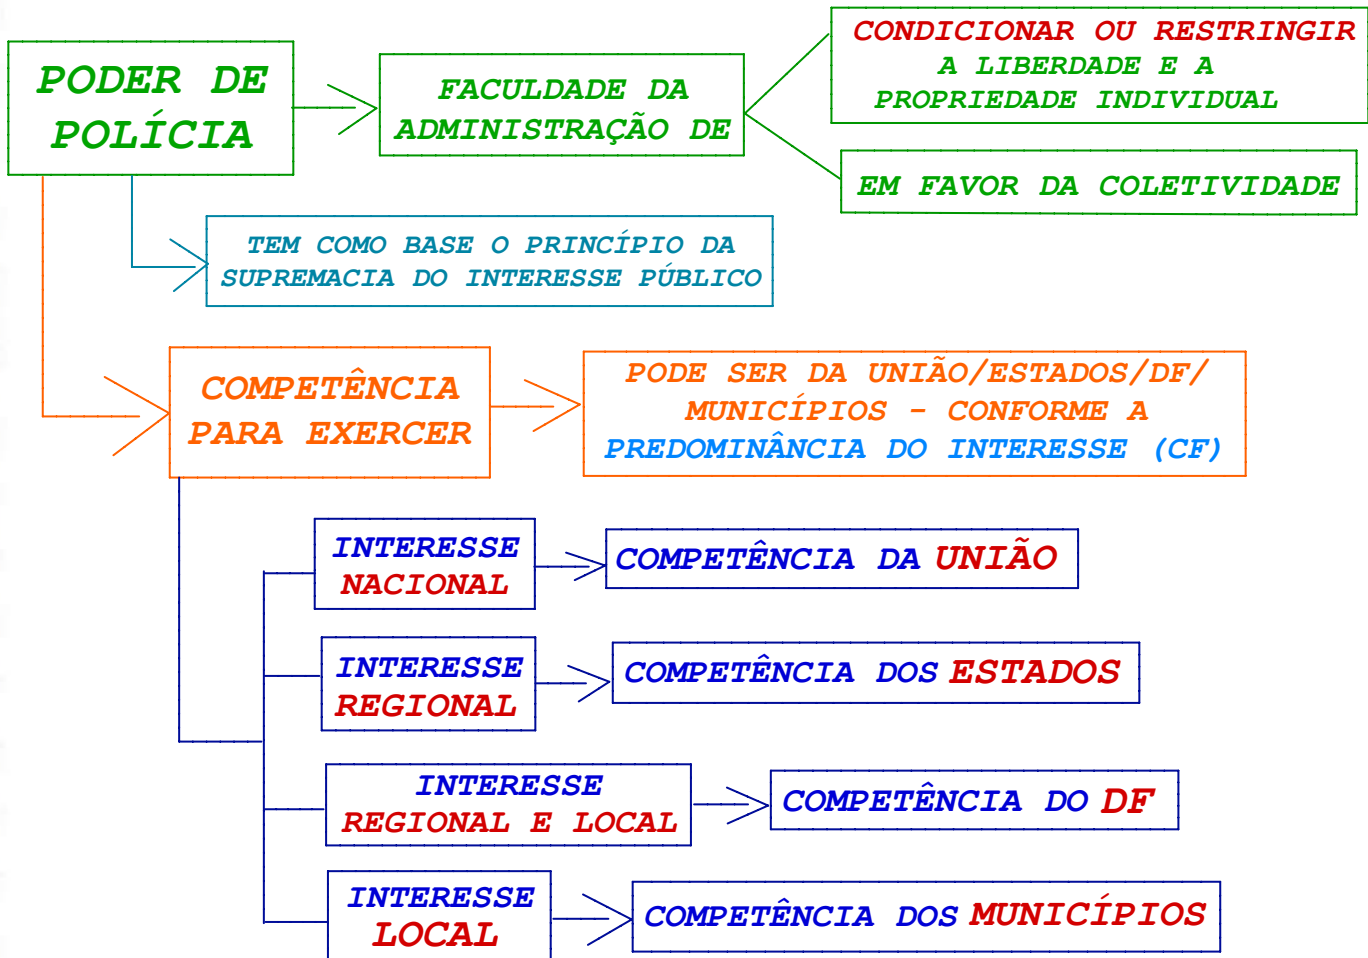 PODER DE
POLÍCIA
FACULDADE DA
ADMINISTRAÇÃO DE
CONDICIONAR OU RESTRINGIR
A LIBERDADE E A
PROPRIEDADE INDIVIDUAL
EM FAVOR DA COLETIVIDADE
TEM COMO BASE O PRINCÍPIO DA
SUPREMACIA DO INTERESSE PÚBLICO
COMPETÊNCIA
PARA EXERCER
PODE SER DA UNIÃO/ESTADOS/DF/
MUNICÍPIOS - CONFORME A
PREDOMINÂNCIA DO INTERESSE (CF)
INTERESSE
NACIONAL
COMPETÊNCIA DA UNIÃO
INTERESSE
REGIONAL
COMPETÊNCIA DOS ESTADOS
INTERESSE
REGIONAL E LOCAL
COMPETÊNCIA DO DF
INTERESSE
LOCAL
COMPETÊNCIA DOS MUNICÍPIOS